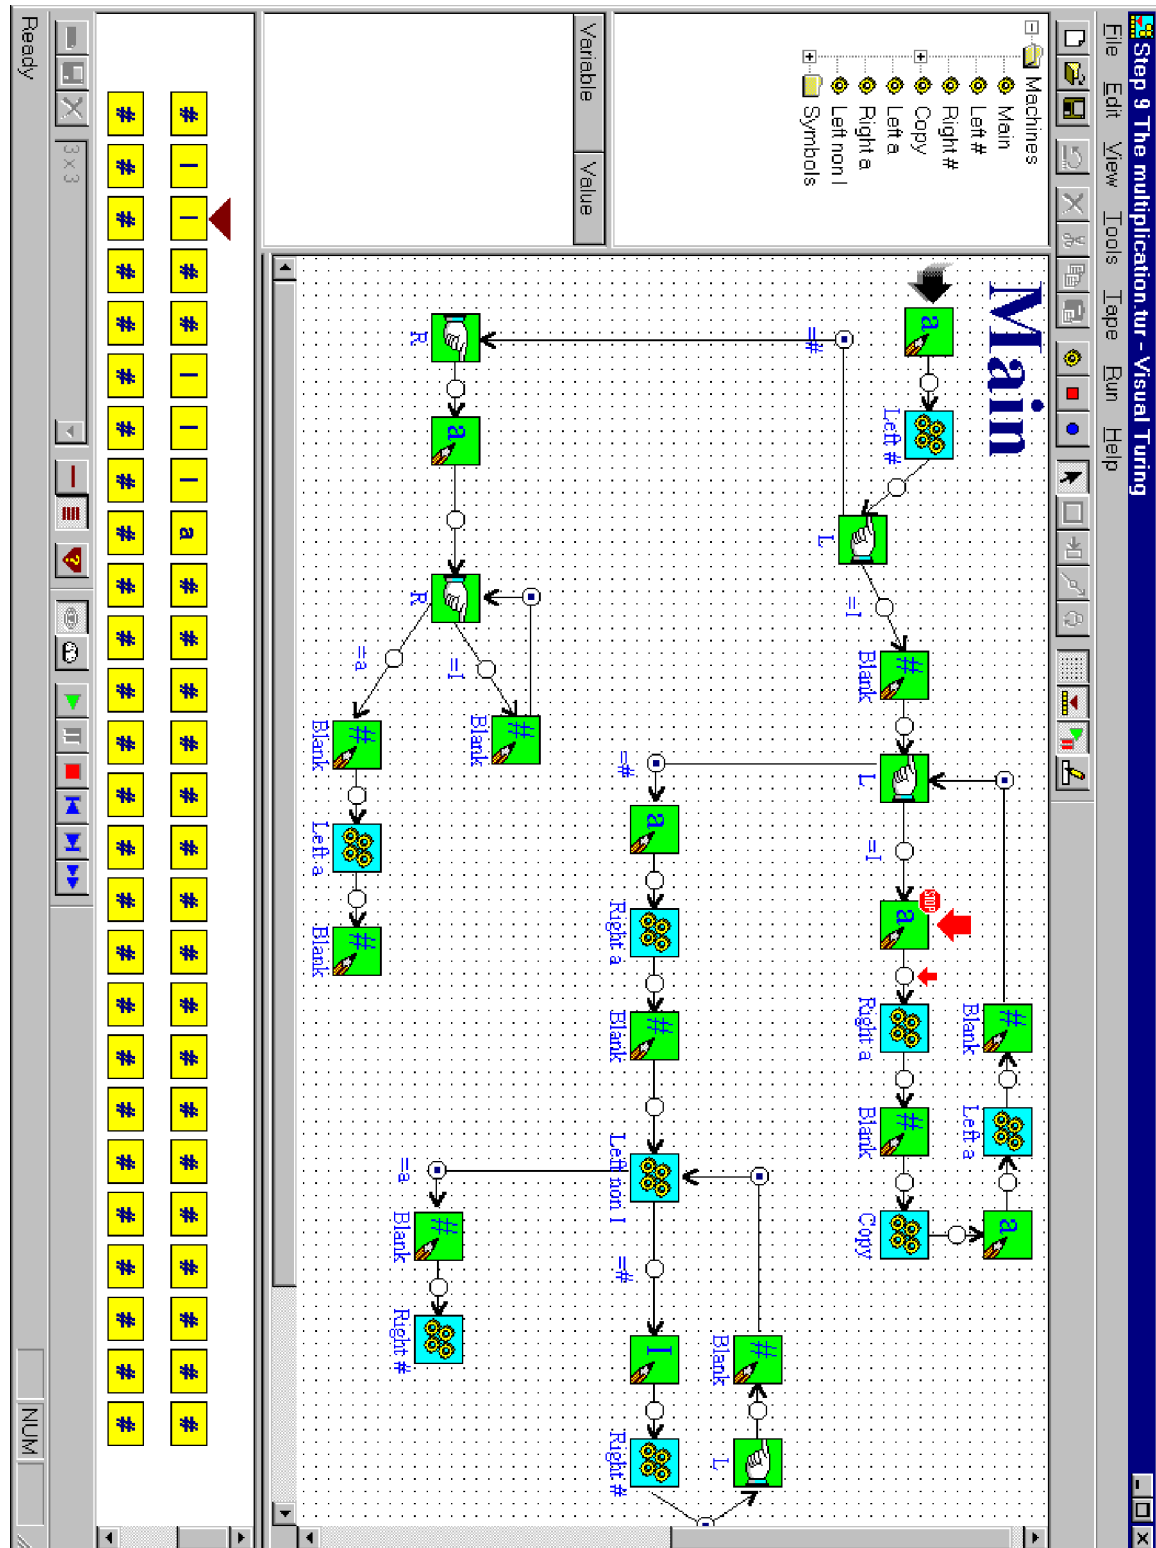 Step 9 The multiplication.tur - Visual Turing
File Edit View Tools Tape Run Help
Machines
Main
Left #
Right #
Copy
Left a
Right a
Left non I
Symbols
Variable Value
Main
# Blank
Left a
a
a
Left #
L
=I
# Blank
L
=I
a
STOP
Right a
# Blank
Copy
=#
=#
a
Right a
# Blank
Left non I
=#
I
Right #
L
# Blank
=a
# Blank
Right #
R
a
R
=I
# Blank
=a
# Blank
Left a
# Blank
# I I # # I I I a # # # # # # # # # # # # # # # # #
# # # # # # # # # # # # # # # # # # # # # # # # # #
3 x 3
Ready
NUM